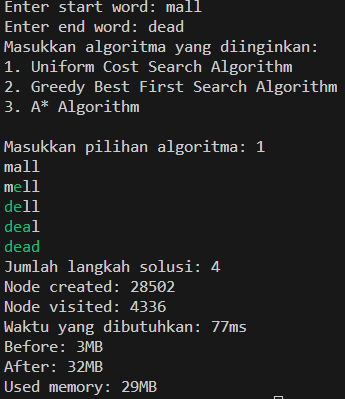 Enter start word: mall
Enter end word: dead
Masukkan algoritma yang diinginkan:
1. Uniform Cost Search Algorithm
2. Greedy Best First Search Algorithm
3. A* Algorithm
Masukkan pilihan algoritma: 1
mall
mell
dell
deal
dead
Jumlah langkah solusi: 4
Node created: 28502
Node visited: 4336
Waktu yang dibutuhkan: 77ms
Before: 3MB
After: 32MB
Used memory: 29MB